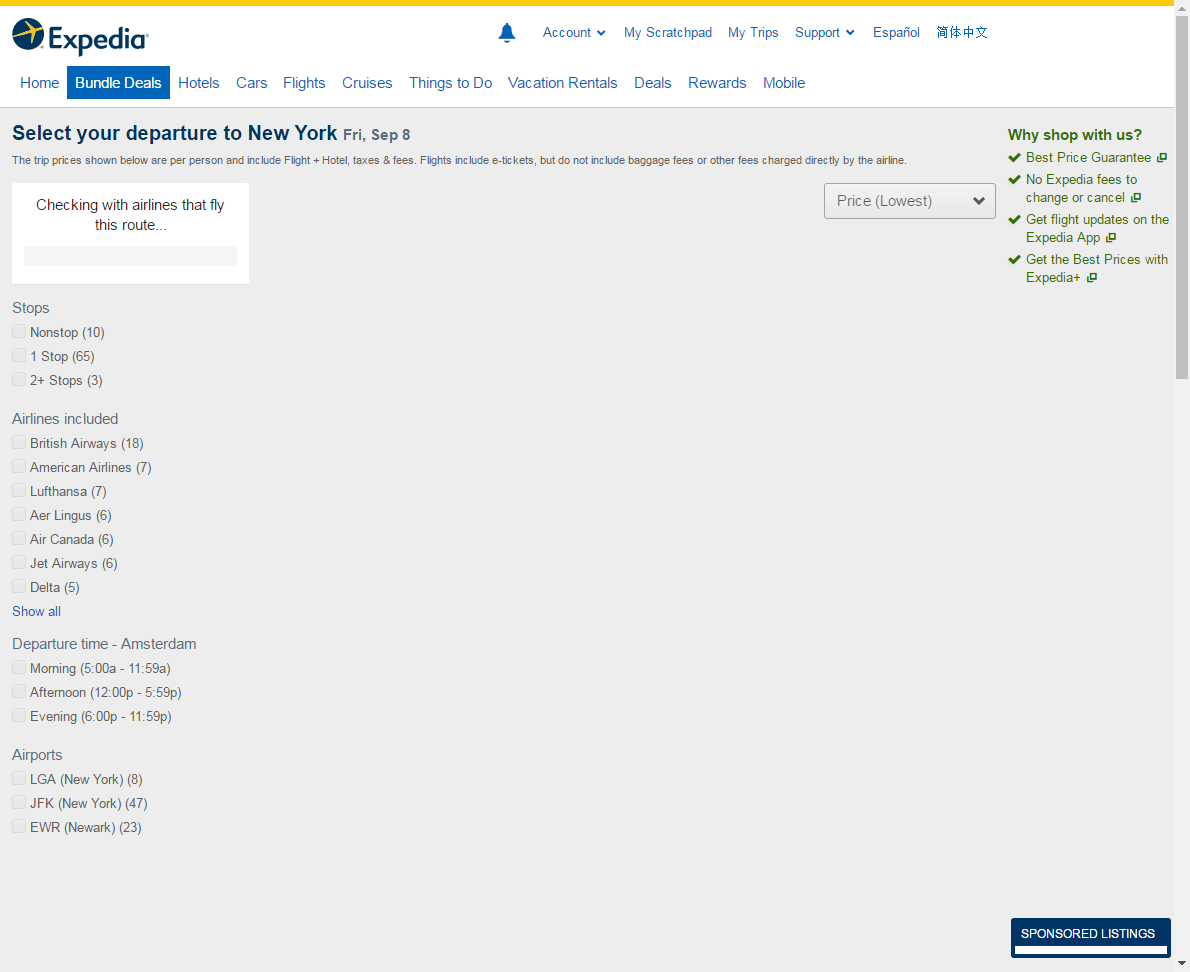 Expedia
Account
My Scratchpad
My Trips
Support
Español
简体中文
Home
Bundle Deals
Hotels
Cars
Flights
Cruises
Things to Do
Vacation Rentals
Deals
Rewards
Mobile
Select your departure to New York Fri, Sep 8
The trip prices shown below are per person and include Flight + Hotel, taxes & fees. Flights include e-tickets, but do not include baggage fees or other fees charged directly by the airline.
Checking with airlines that fly
this route...
Price (Lowest)
Stops
Nonstop (10)
1 Stop (65)
2+ Stops (3)
Airlines included
British Airways (18)
American Airlines (7)
Lufthansa (7)
Aer Lingus (6)
Air Canada (6)
Jet Airways (6)
Delta (5)
Show all
Departure time - Amsterdam
Morning (5:00a - 11:59a)
Afternoon (12:00p - 5:59p)
Evening (6:00p - 11:59p)
Airports
LGA (New York) (8)
JFK (New York) (47)
EWR (Newark) (23)
Why shop with us?
Best Price Guarantee
No Expedia fees to
change or cancel
Get flight updates on the
Expedia App
Get the Best Prices with
Expedia+
SPONSORED LISTINGS